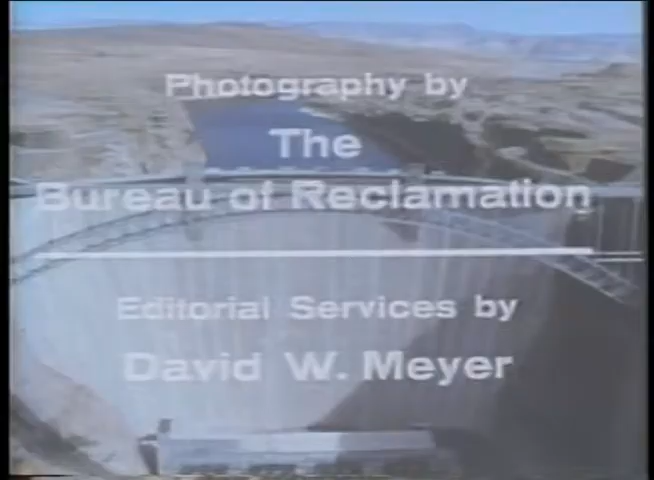 Photography by
The
Bureau of Reclamation
Editorial Services by
David W. Meyer